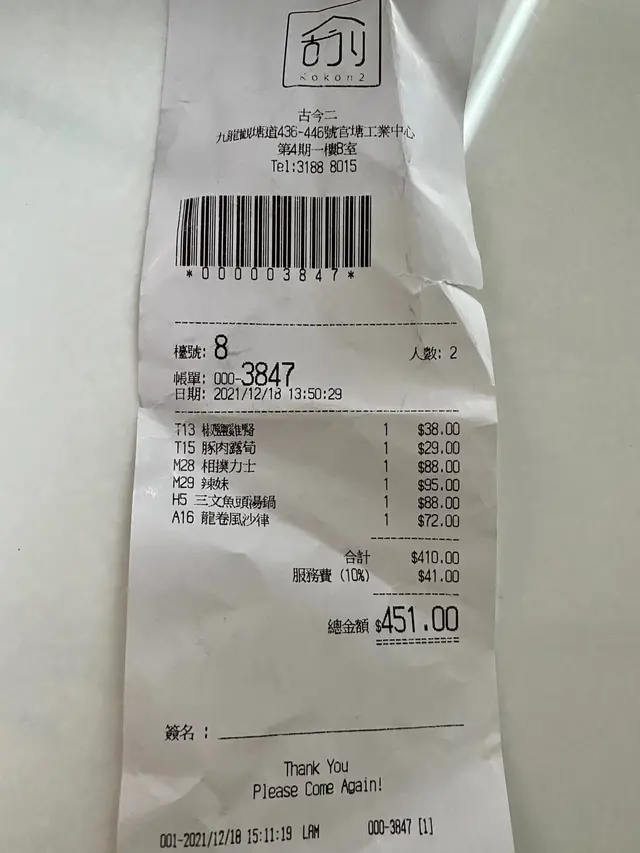 Kokon2
古今二
九龍觀塘道436-446號官塘工業中心
第4期一樓B室
Tel:3188 8015
*000003847*
檯號: 8 人數: 2
帳單: 000-3847
日期: 2021/12/18 13:50:29
T13 椒鹽雞腎 1 $38.00
T15 豚肉露筍 1 $29.00
M28 相撲力士 1 $88.00
M29 辣妹 1 $95.00
H5 三文魚頭湯鍋 1 $88.00
A16 龍卷風沙律 1 $72.00
合計 $410.00
服務費 (10%) $41.00
總金額 $451.00
簽名 :
Thank You
Please Come Again!
001-2021/12/18 15:11:19 LAM 000-3847 [1]